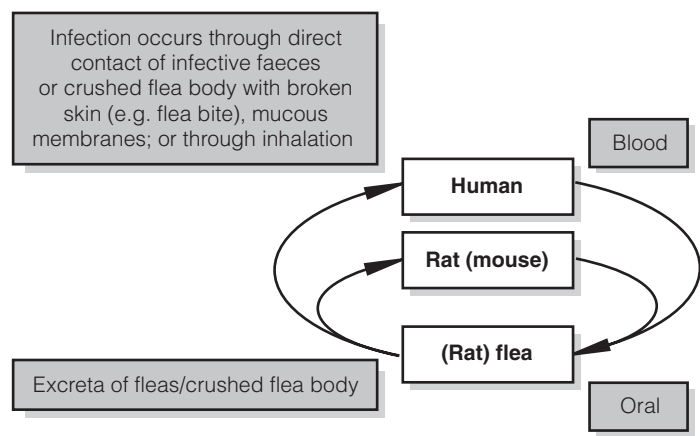 Infection occurs through direct
contact of infective faeces
or crushed flea body with broken
skin (e.g. flea bite), mucous
membranes; or through inhalation
Blood
Human
Rat (mouse)
(Rat) flea
Excreta of fleas/crushed flea body
Oral